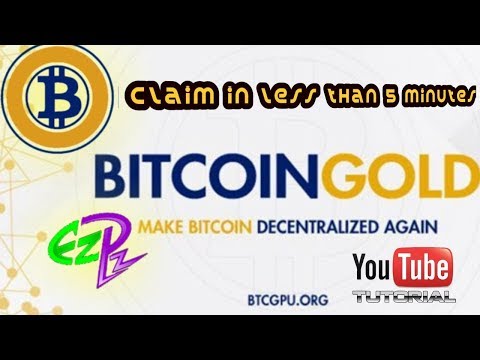 CLaim in Less than 5 minutes
BITCOINGOLD
EZPz
MAKE BITCOIN DECENTRALIZED AGAIN
YouTube
TUTORIAL
BTCGPU.ORG